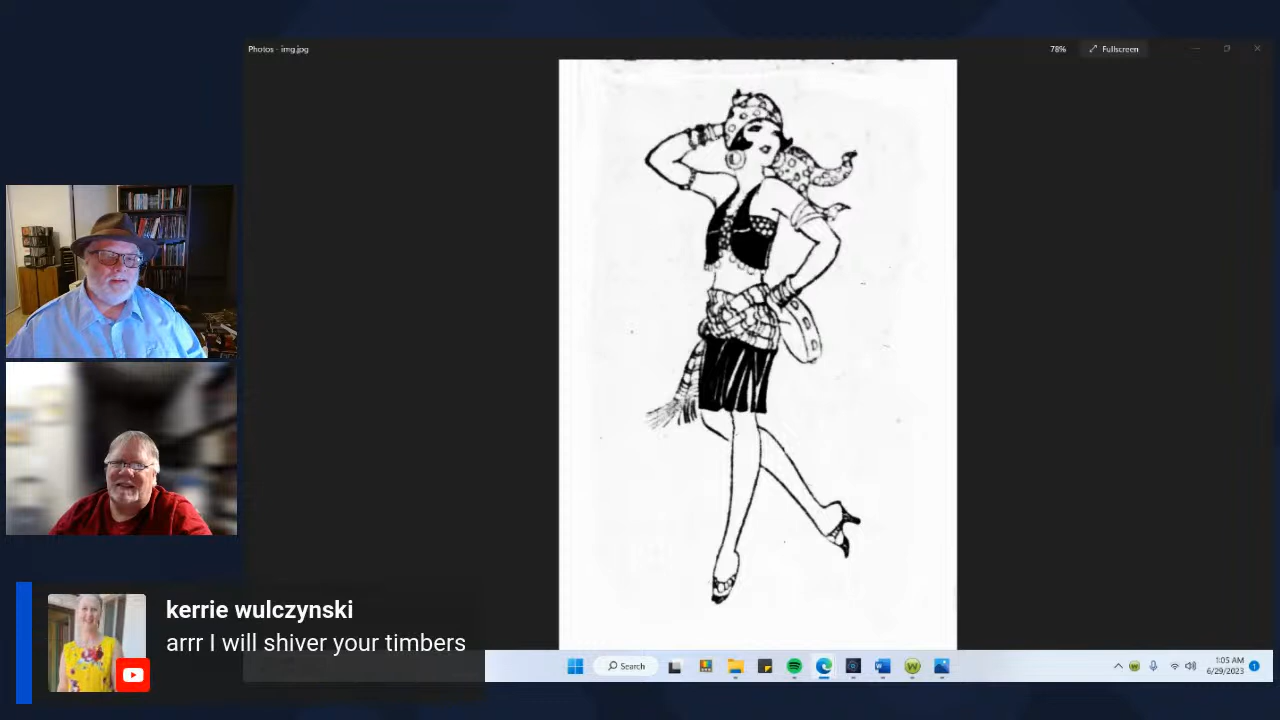 Photos - img.jpg
78%
Fullscreen
kerrie wulczynski
arrr I will shiver your timbers
Search
1:05 AM
6/29/2023
1